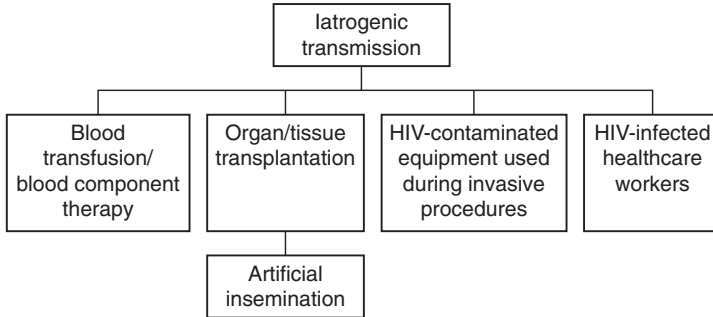 Iatrogenic
transmission
Blood
transfusion/
blood component
therapy
Organ/tissue
transplantation
HIV-contaminated
equipment used
during invasive
procedures
HIV-infected
healthcare
workers
Artificial
insemination